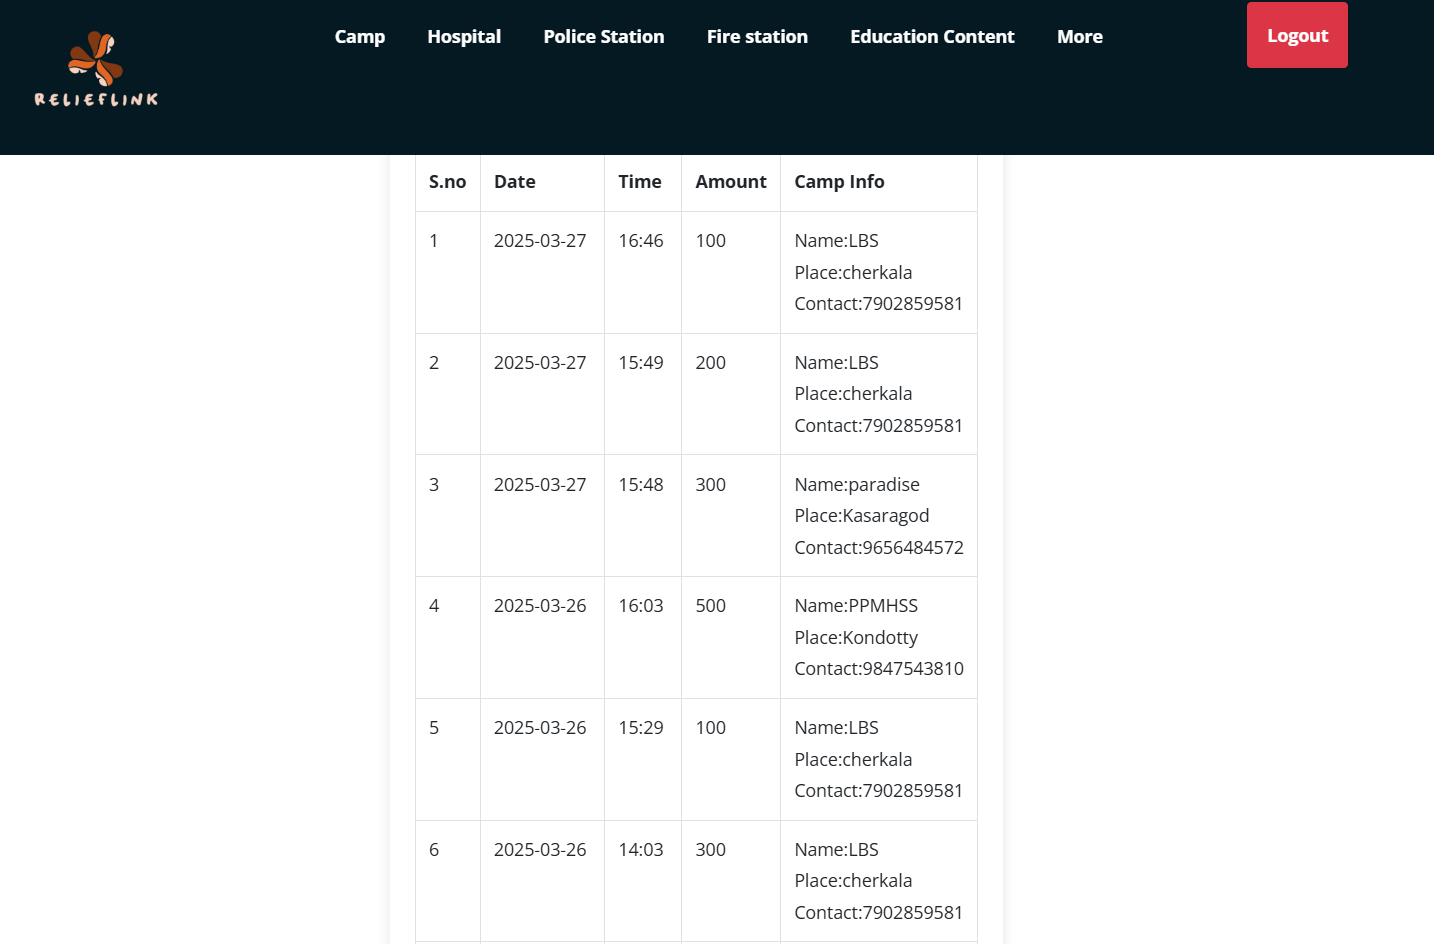 Camp Hospital Police Station Fire station Education Content More Logout
RELIEFLINK
S.no Date Time Amount Camp Info
1 2025-03-27 16:46 100 Name:LBS
Place:cherkala
Contact:7902859581
2 2025-03-27 15:49 200 Name:LBS
Place:cherkala
Contact:7902859581
3 2025-03-27 15:48 300 Name:paradise
Place:Kasaragod
Contact:9656484572
4 2025-03-26 16:03 500 Name:PPMHSS
Place:Kondotty
Contact:9847543810
5 2025-03-26 15:29 100 Name:LBS
Place:cherkala
Contact:7902859581
6 2025-03-26 14:03 300 Name:LBS
Place:cherkala
Contact:7902859581